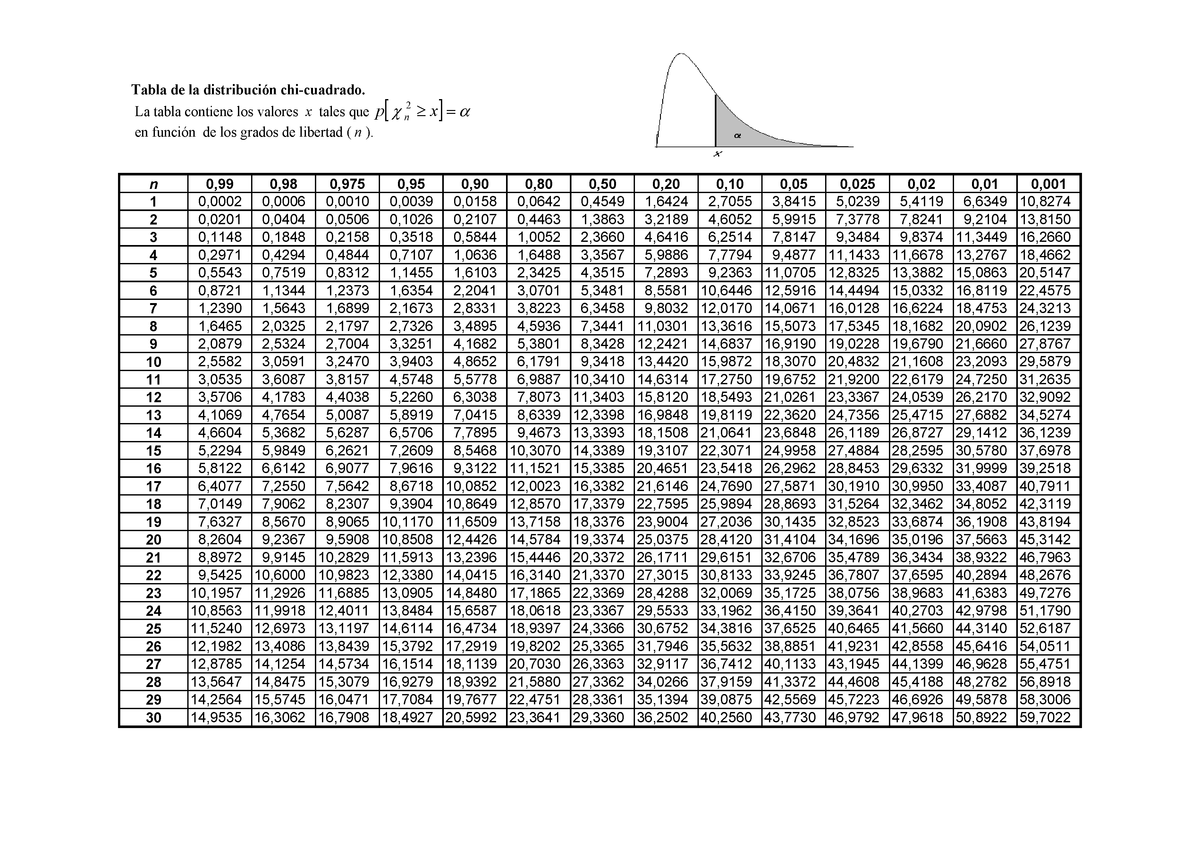 Tabla de la distribución chi-cuadrado.
La tabla contiene los valores x tales que p[χ²ₙ ≥ x] = α
en función de los grados de libertad ( n ).
α
x
n 0,99 0,98 0,975 0,95 0,90 0,80 0,50 0,20 0,10 0,05 0,025 0,02 0,01 0,001
1 0,0002 0,0006 0,0010 0,0039 0,0158 0,0642 0,4549 1,6424 2,7055 3,8415 5,0239 5,4119 6,6349 10,8274
2 0,0201 0,0404 0,0506 0,1026 0,2107 0,4463 1,3863 3,2189 4,6052 5,9915 7,3778 7,8241 9,2104 13,8150
3 0,1148 0,1848 0,2158 0,3518 0,5844 1,0052 2,3660 4,6416 6,2514 7,8147 9,3484 9,8374 11,3449 16,2660
4 0,2971 0,4294 0,4844 0,7107 1,0636 1,6488 3,3567 5,9886 7,7794 9,4877 11,1433 11,6678 13,2767 18,4662
5 0,5543 0,7519 0,8312 1,1455 1,6103 2,3425 4,3515 7,2893 9,2363 11,0705 12,8325 13,3882 15,0863 20,5147
6 0,8721 1,1344 1,2373 1,6354 2,2041 3,0701 5,3481 8,5581 10,6446 12,5916 14,4494 15,0332 16,8119 22,4575
7 1,2390 1,5643 1,6899 2,1673 2,8331 3,8223 6,3458 9,8032 12,0170 14,0671 16,0128 16,6224 18,4753 24,3213
8 1,6465 2,0325 2,1797 2,7326 3,4895 4,5936 7,3441 11,0301 13,3616 15,5073 17,5345 18,1682 20,0902 26,1239
9 2,0879 2,5324 2,7004 3,3251 4,1682 5,3801 8,3428 12,2421 14,6837 16,9190 19,0228 19,6790 21,6660 27,8767
10 2,5582 3,0591 3,2470 3,9403 4,8652 6,1791 9,3418 13,4420 15,9872 18,3070 20,4832 21,1608 23,2093 29,5879
11 3,0535 3,6087 3,8157 4,5748 5,5778 6,9887 10,3410 14,6314 17,2750 19,6752 21,9200 22,6179 24,7250 31,2635
12 3,5706 4,1783 4,4038 5,2260 6,3038 7,8073 11,3403 15,8120 18,5493 21,0261 23,3367 24,0539 26,2170 32,9092
13 4,1069 4,7654 5,0087 5,8919 7,0415 8,6339 12,3398 16,9848 19,8119 22,3620 24,7356 25,4715 27,6882 34,5274
14 4,6604 5,3682 5,6287 6,5706 7,7895 9,4673 13,3393 18,1508 21,0641 23,6848 26,1189 26,8727 29,1412 36,1239
15 5,2294 5,9849 6,2621 7,2609 8,5468 10,3070 14,3389 19,3107 22,3071 24,9958 27,4884 28,2595 30,5780 37,6978
16 5,8122 6,6142 6,9077 7,9616 9,3122 11,1521 15,3385 20,4651 23,5418 26,2962 28,8453 29,6332 31,9999 39,2518
17 6,4077 7,2550 7,5642 8,6718 10,0852 12,0023 16,3382 21,6146 24,7690 27,5871 30,1910 30,9950 33,4087 40,7911
18 7,0149 7,9062 8,2307 9,3904 10,8649 12,8570 17,3379 22,7595 25,9894 28,8693 31,5264 32,3462 34,8052 42,3119
19 7,6327 8,5670 8,9065 10,1170 11,6509 13,7158 18,3376 23,9004 27,2036 30,1435 32,8523 33,6874 36,1908 43,8194
20 8,2604 9,2367 9,5908 10,8508 12,4426 14,5784 19,3374 25,0375 28,4120 31,4104 34,1696 35,0196 37,5663 45,3142
21 8,8972 9,9145 10,2829 11,5913 13,2396 15,4446 20,3372 26,1711 29,6151 32,6706 35,4789 36,3434 38,9322 46,7963
22 9,5425 10,6000 10,9823 12,3380 14,0415 16,3140 21,3370 27,3015 30,8133 33,9245 36,7807 37,6595 40,2894 48,2676
23 10,1957 11,2926 11,6885 13,0905 14,8480 17,1865 22,3369 28,4288 32,0069 35,1725 38,0756 38,9683 41,6383 49,7276
24 10,8563 11,9918 12,4011 13,8484 15,6587 18,0618 23,3367 29,5533 33,1962 36,4150 39,3641 40,2703 42,9798 51,1790
25 11,5240 12,6973 13,1197 14,6114 16,4734 18,9397 24,3366 30,6752 34,3816 37,6525 40,6465 41,5660 44,3140 52,6187
26 12,1982 13,4086 13,8439 15,3792 17,2919 19,8202 25,3365 31,7946 35,5632 38,8851 41,9231 42,8558 45,6416 54,0511
27 12,8785 14,1254 14,5734 16,1514 18,1139 20,7030 26,3363 32,9117 36,7412 40,1133 43,1945 44,1399 46,9628 55,4751
28 13,5647 14,8475 15,3079 16,9279 18,9392 21,5880 27,3362 34,0266 37,9159 41,3372 44,4608 45,4188 48,2782 56,8918
29 14,2564 15,5745 16,0471 17,7084 19,7677 22,4751 28,3361 35,1394 39,0875 42,5569 45,7223 46,6926 49,5878 58,3006
30 14,9535 16,3062 16,7908 18,4927 20,5992 23,3641 29,3360 36,2502 40,2560 43,7730 46,9792 47,9618 50,8922 59,7022